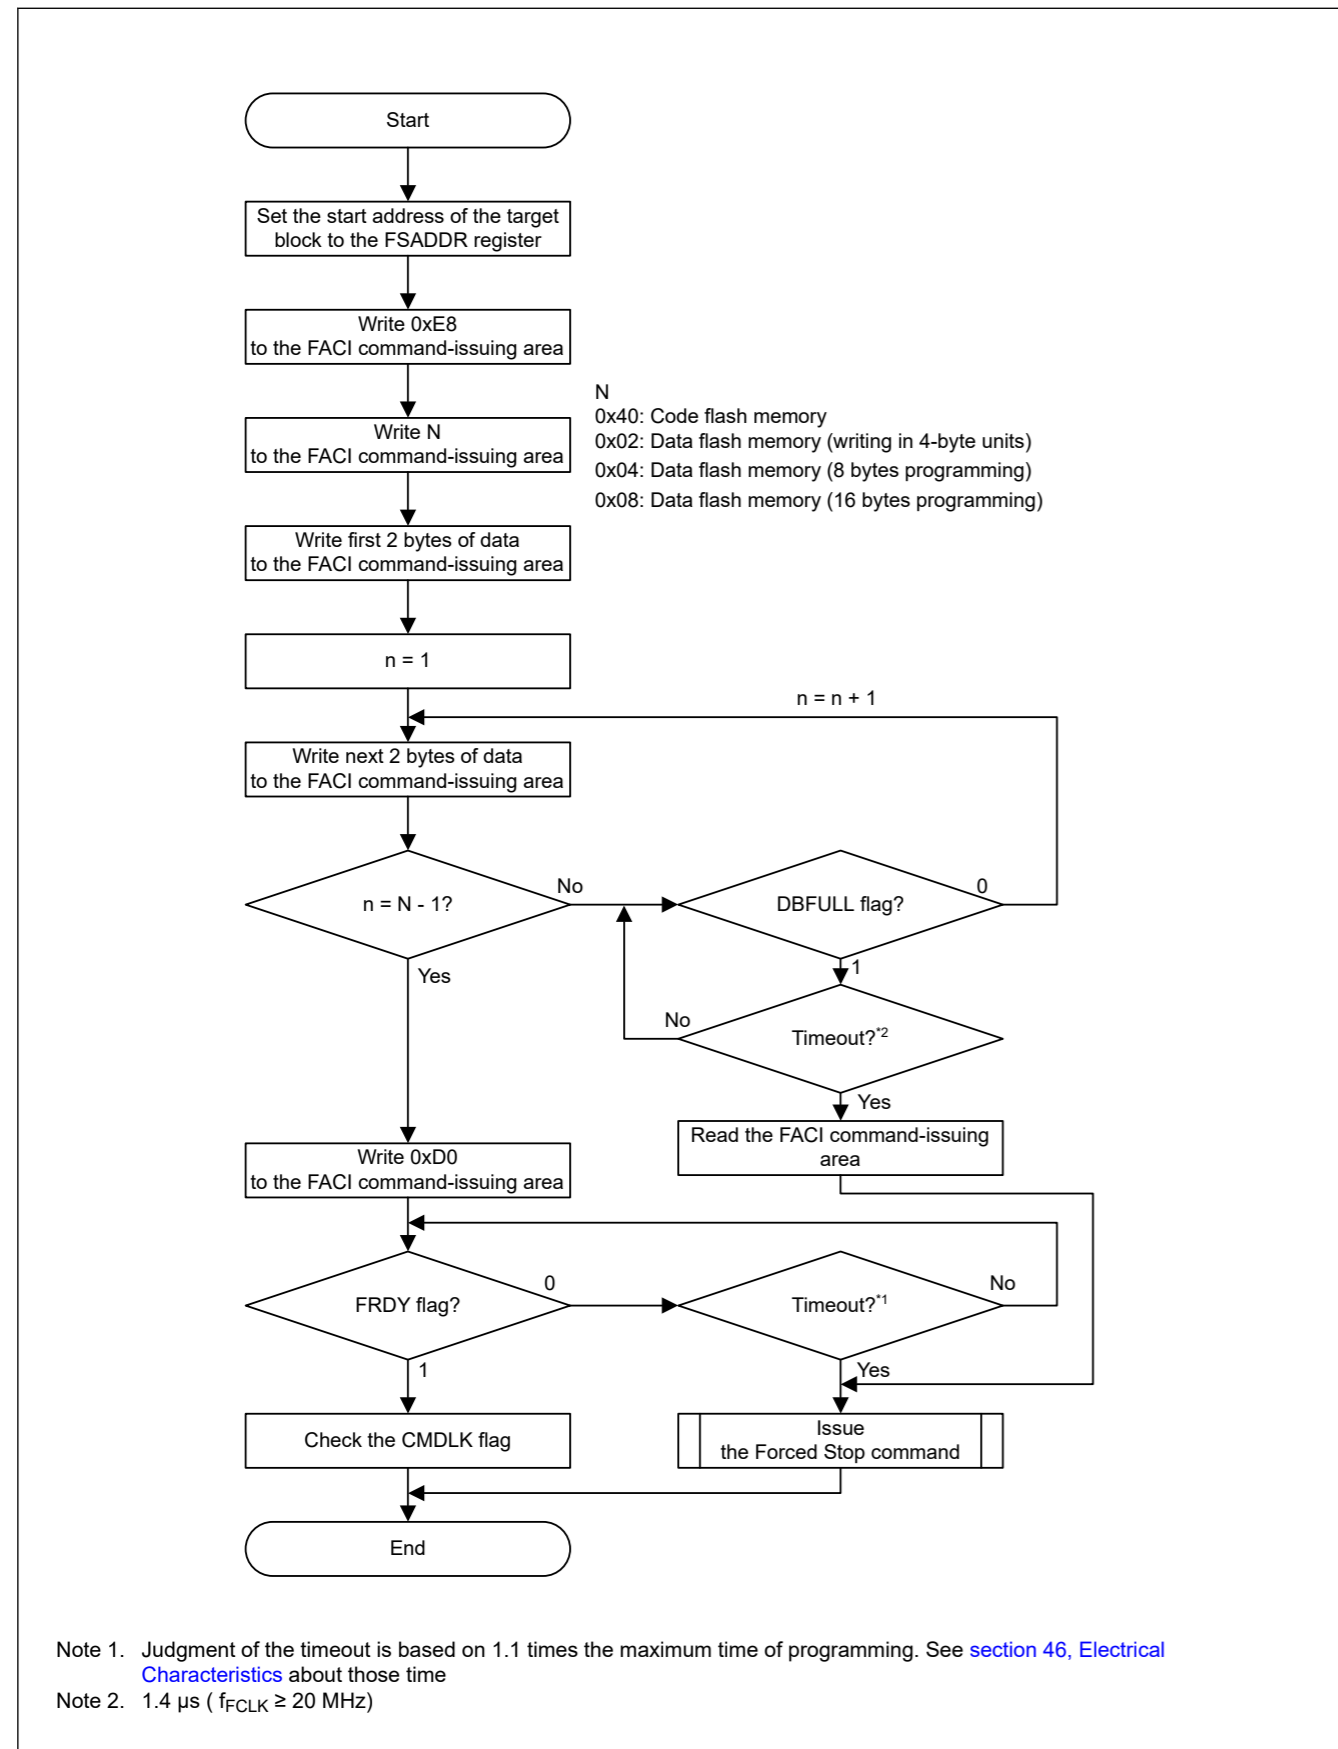 Start
Set the start address of the target
block to the FSADDR register
Write 0xE8
to the FACI command-issuing area
N
0x40: Code flash memory
Write N
to the FACI command-issuing area
0x02: Data flash memory (writing in 4-byte units)
0x04: Data flash memory (8 bytes programming)
0x08: Data flash memory (16 bytes programming)
Write first 2 bytes of data
to the FACI command-issuing area
n = 1
n = n + 1
Write next 2 bytes of data
to the FACI command-issuing area
n = N - 1?
No
DBFULL flag?
0
Yes
1
No
Timeout?*2
Yes
Read the FACI command-issuing
area
Write 0xD0
to the FACI command-issuing area
FRDY flag?
0
Timeout?*1
No
1
Yes
Check the CMDLK flag
Issue
the Forced Stop command
End
Note 1. Judgment of the timeout is based on 1.1 times the maximum time of programming. See section 46, Electrical
Characteristics about those time
Note 2. 1.4 µs ( fFCLK ≥ 20 MHz)